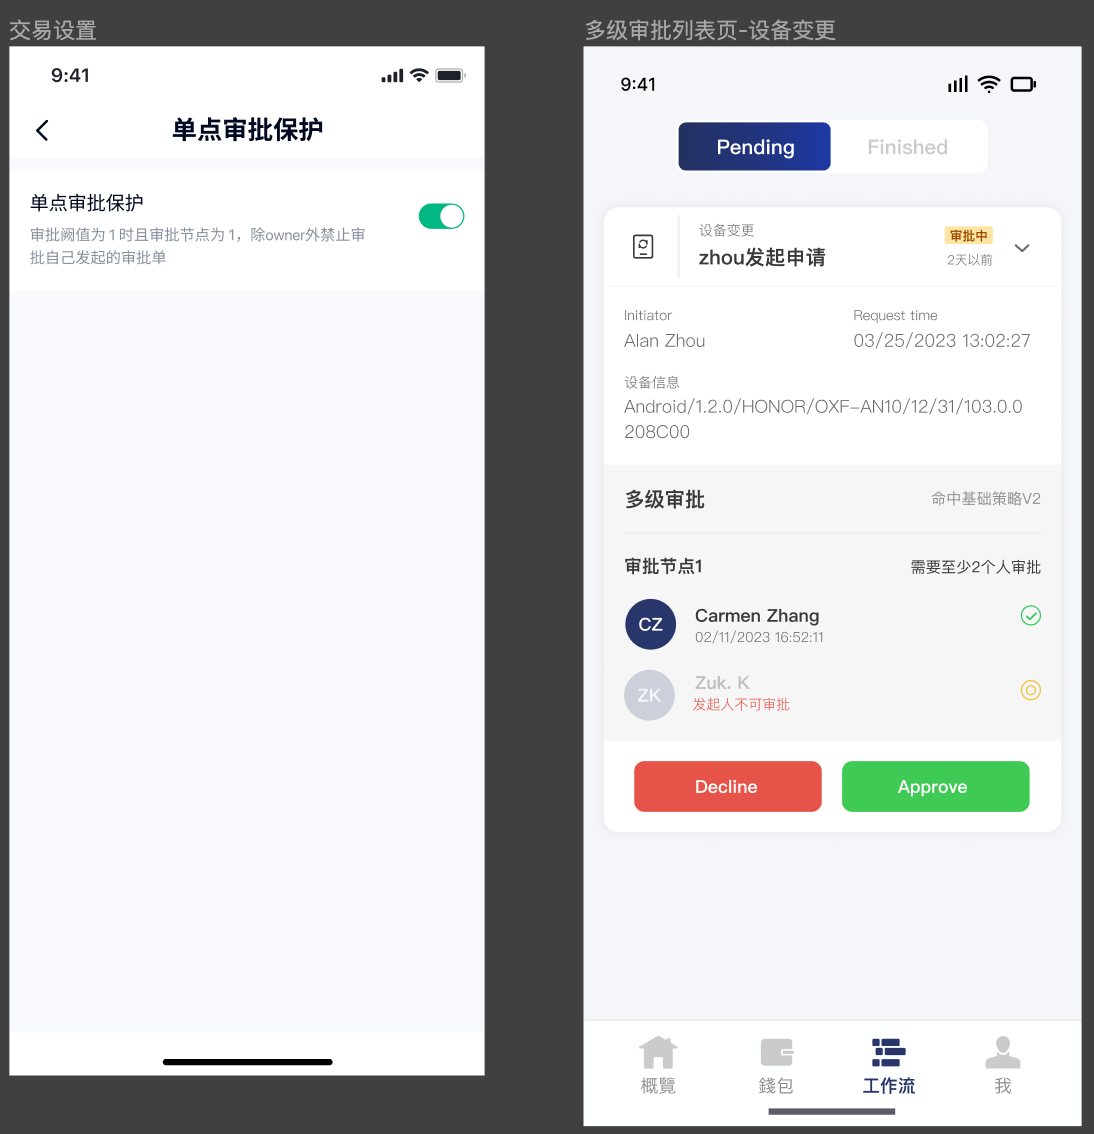 交易设置
9:41
单点审批保护
单点审批保护
审批阈值为 1 时且审批节点为 1，除owner外禁止审
批自己发起的审批单
多级审批列表页-设备变更
9:41
Pending
Finished
设备变更
审批中
zhou发起申请
2天以前
Initiator
Request time
Alan Zhou
03/25/2023 13:02:27
设备信息
Android/1.2.0/HONOR/OXF-AN10/12/31/103.0.0
208C00
多级审批
命中基础策略V2
审批节点1
需要至少2个人审批
CZ
Carmen Zhang
02/11/2023 16:52:11
ZK
Zuk. K
发起人不可审批
Decline
Approve
概覽
錢包
工作流
我